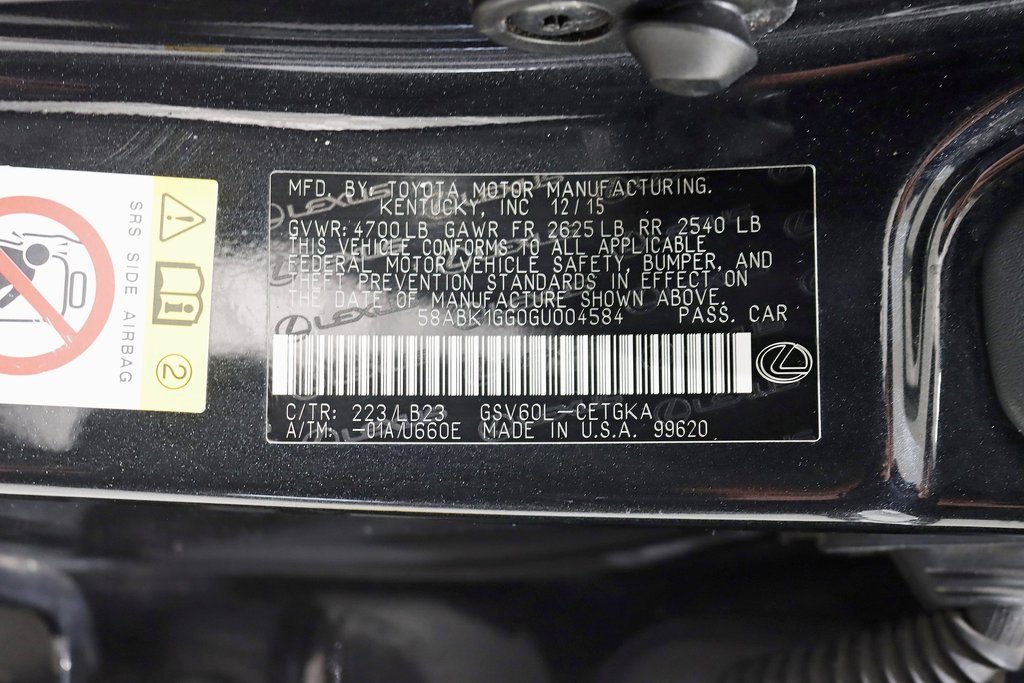 MFD. BY: TOYOTA MOTOR MANUFACTURING.
KENTUCKY, INC 12/15
GVWR: 4700LB GAWR FR 2625LB RR 2540 LB
THIS VEHICLE CONFORMS TO ALL APPLICABLE
FEDERAL MOTOR VEHICLE SAFETY, BUMPER, AND
THEFT PREVENTION STANDARDS IN EFFECT ON
THE DATE OF MANUFACTURE SHOWN ABOVE.
58ABK1GG0GU004584 PASS. CAR
C/TR: 223/LB23 GSV60L-CETGKA
A/TM: -01A/U660E MADE IN U.S.A. 99620
LEXUS
LEXUS
SRS SIDE AIRBAG
2